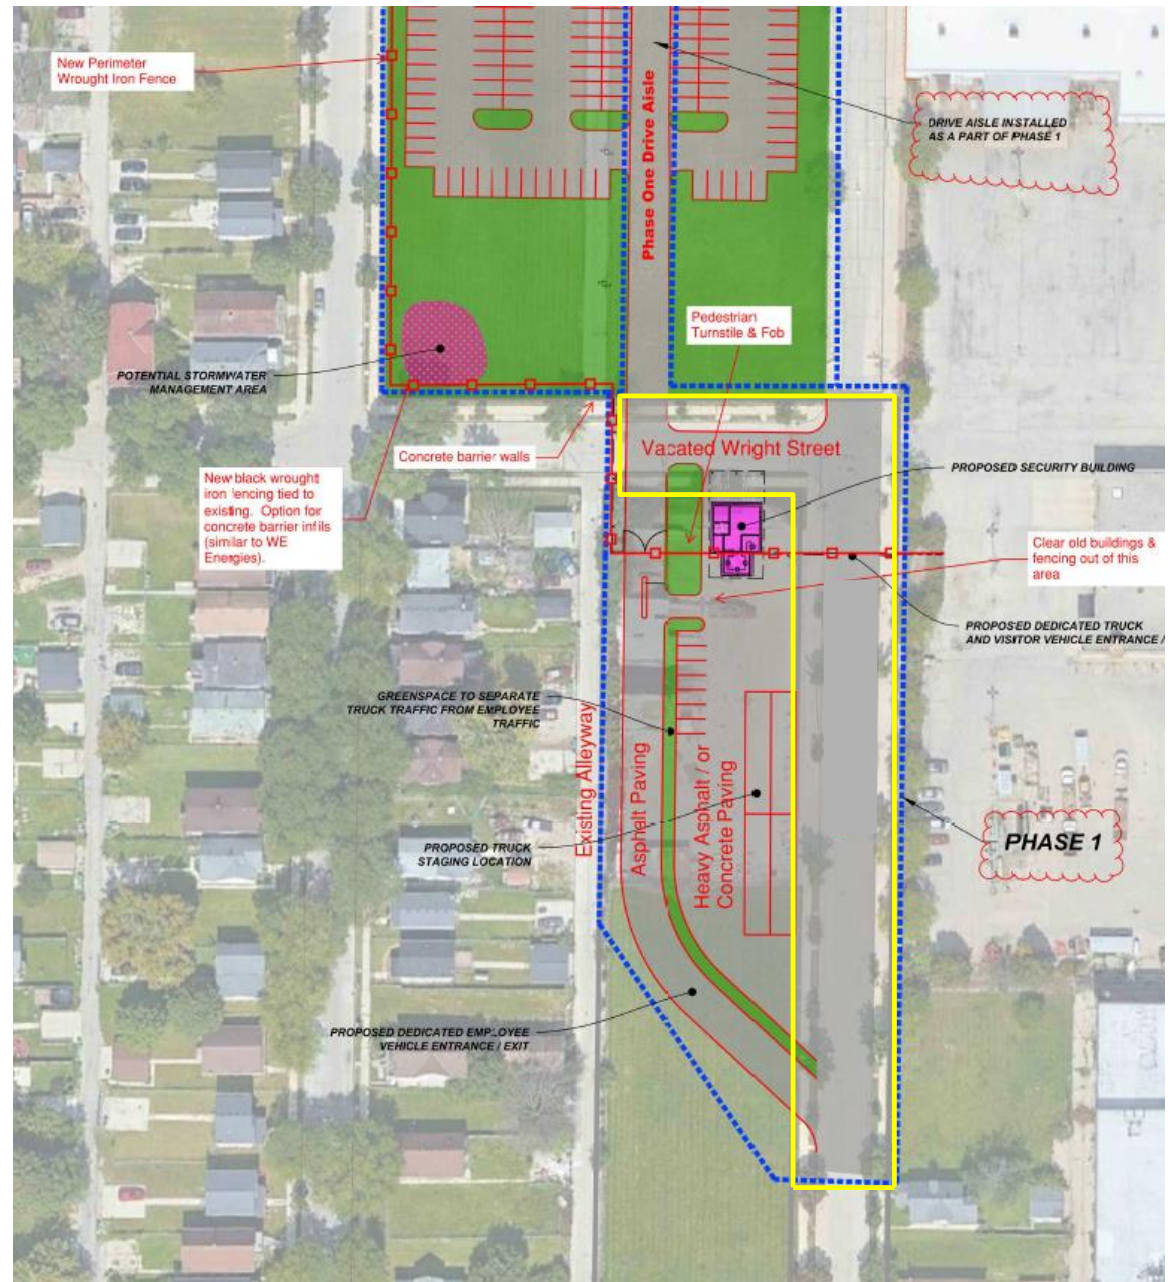 New Perimeter
Wrought Iron Fence
DRIVE AISLE INSTALLED
AS A PART OF PHASE 1
Phase One Drive Aisle
Pedestrian
Turnstile & Fob
POTENTIAL STORMWATER
MANAGEMENT AREA
Concrete barrier walls
Vacated Wright Street
New black wrought
iron fencing tied to
existing. Option for
concrete barrier infills
(similar to WE
Energies).
PROPOSED SECURITY BUILDING
Clear old buildings &
fencing out of this
area
PROPOSED DEDICATED TRUCK
AND VISITOR VEHICLE ENTRANCE /
GREENSPACE TO SEPARATE
TRUCK TRAFFIC FROM EMPLOYEE
TRAFFIC
Existing Alleyway
Asphalt Paving
Heavy Asphalt / or
Concrete Paving
PROPOSED TRUCK
STAGING LOCATION
PHASE 1
PROPOSED DEDICATED EMPLOYEE
VEHICLE ENTRANCE / EXIT